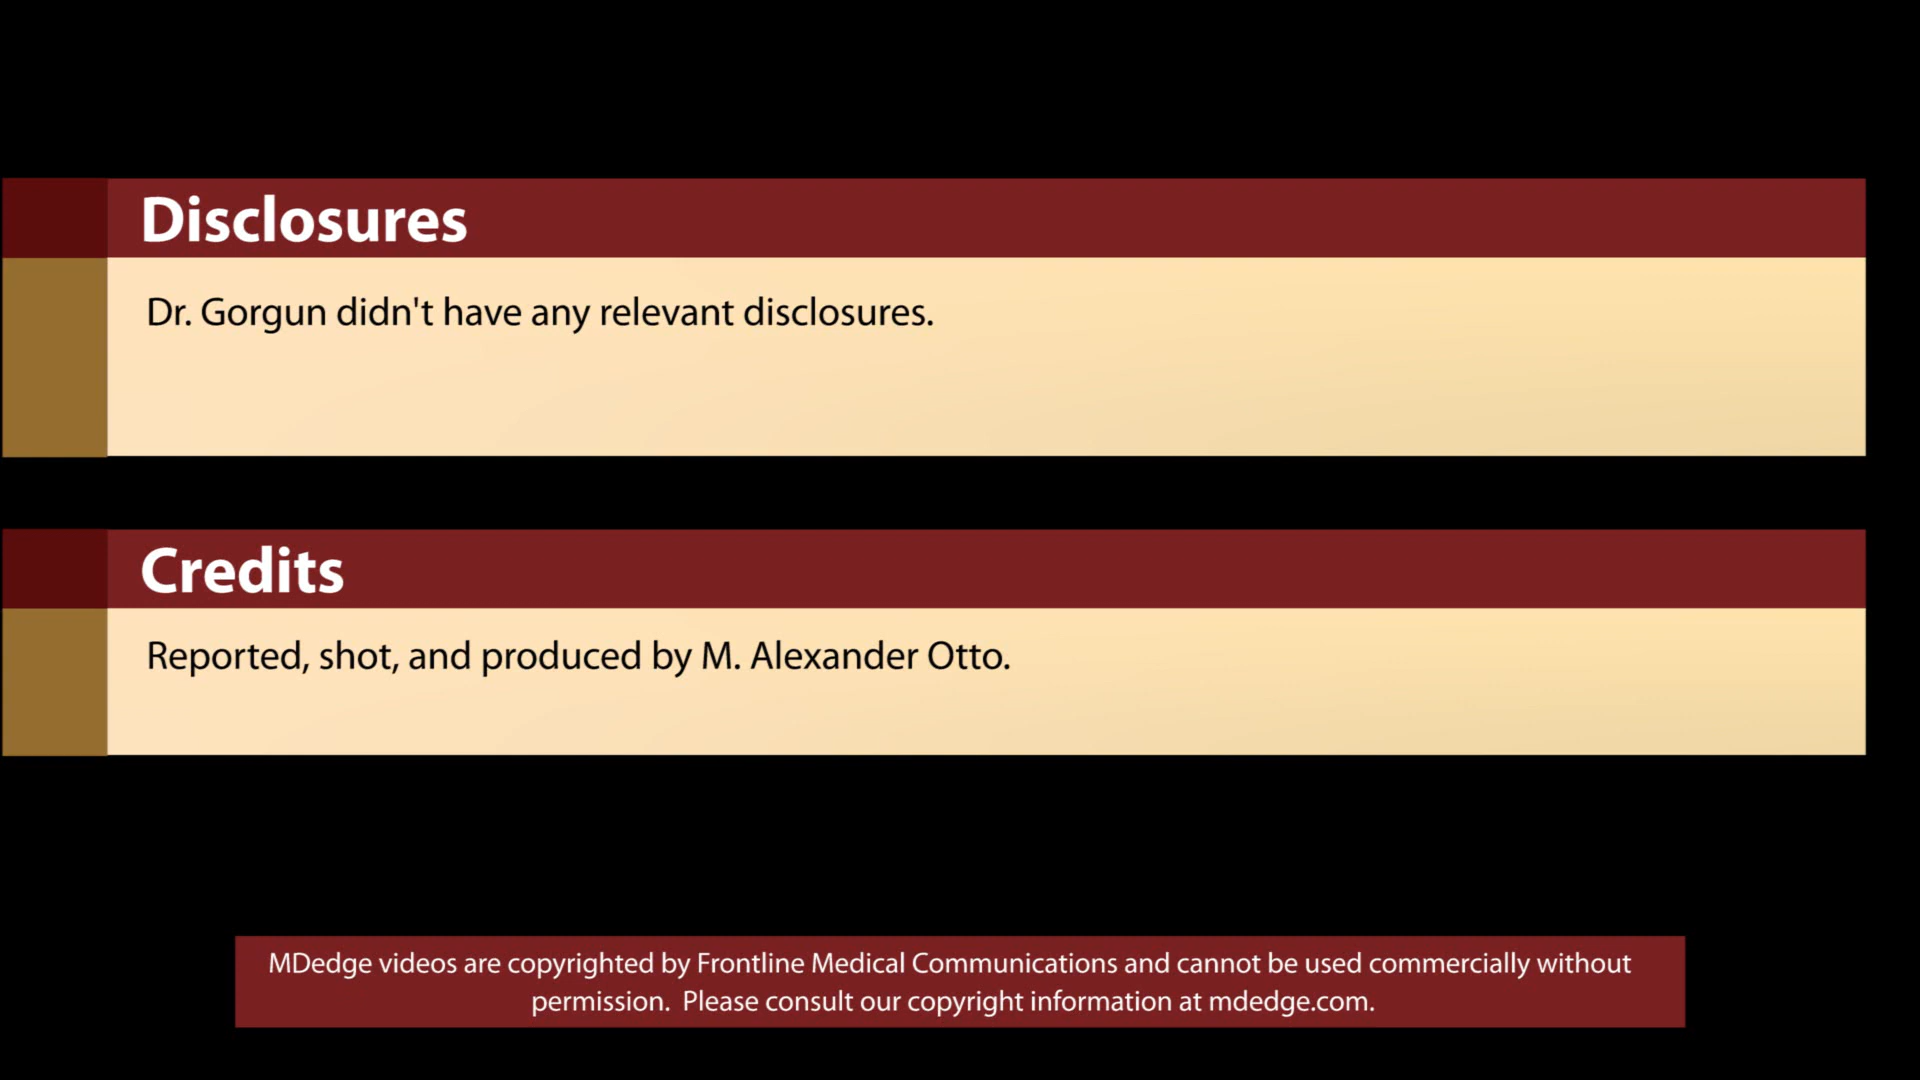 Disclosures
Dr. Gorgun didn't have any relevant disclosures.
Credits
Reported, shot, and produced by M. Alexander Otto.
MDedge videos are copyrighted by Frontline Medical Communications and cannot be used commercially without
permission.  Please consult our copyright information at mdedge.com.